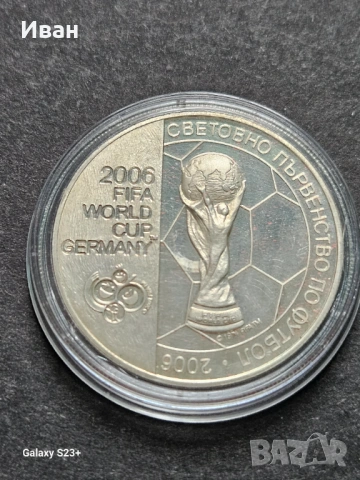 Иван
2006
FIFA
WORLD
CUP
GERMANY
СВЕТОВНО ПЪРВЕНСТВО ПО ФУТБОЛ · 2006
Galaxy S23+
BAZAR